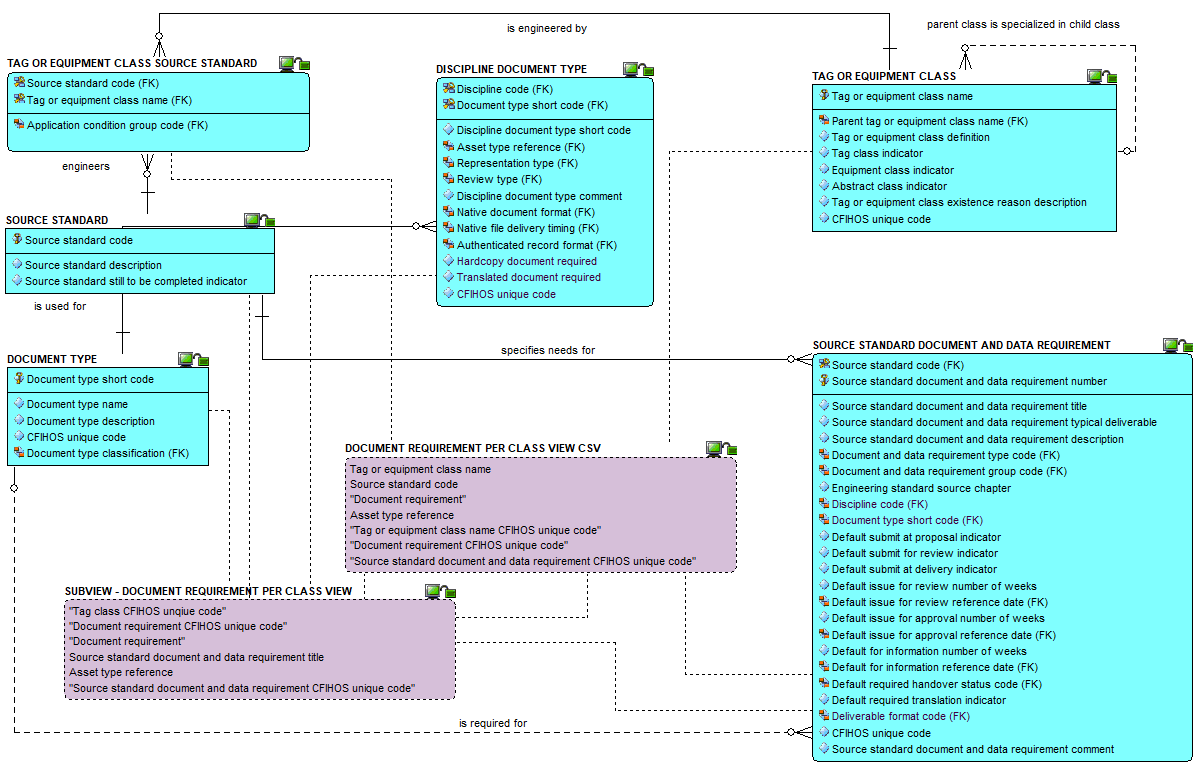 is engineered by
parent class is specialized in child class
TAG OR EQUIPMENT CLASS SOURCE STANDARD
Source standard code (FK)
Tag or equipment class name (FK)
Application condition group code (FK)
engineers
DISCIPLINE DOCUMENT TYPE
Discipline code (FK)
Document type short code (FK)
Discipline document type short code
Asset type reference (FK)
Representation type (FK)
Review type (FK)
Discipline document type comment
Native document format (FK)
Native file delivery timing (FK)
Authenticated record format (FK)
Hardcopy document required
Translated document required
CFIHOS unique code
TAG OR EQUIPMENT CLASS
Tag or equipment class name
Parent tag or equipment class name (FK)
Tag or equipment class definition
Tag class indicator
Equipment class indicator
Abstract class indicator
Tag or equipment class existence reason description
CFIHOS unique code
SOURCE STANDARD
Source standard code
Source standard description
Source standard still to be completed indicator
is used for
specifies needs for
DOCUMENT TYPE
Document type short code
Document type name
Document type description
CFIHOS unique code
Document type classification (FK)
SOURCE STANDARD DOCUMENT AND DATA REQUIREMENT
Source standard code (FK)
Source standard document and data requirement number
Source standard document and data requirement title
Source standard document and data requirement typical deliverable
Source standard document and data requirement description
Document and data requirement type code (FK)
Document and data requirement group code (FK)
Engineering standard source chapter
Discipline code (FK)
Document type short code (FK)
Default submit at proposal indicator
Default submit for review indicator
Default submit at delivery indicator
Default issue for review number of weeks
Default issue for review reference date (FK)
Default issue for approval number of weeks
Default issue for approval reference date (FK)
Default for information number of weeks
Default for information reference date (FK)
Default required handover status code (FK)
Default required translation indicator
Deliverable format code (FK)
CFIHOS unique code
Source standard document and data requirement comment
DOCUMENT REQUIREMENT PER CLASS VIEW CSV
Tag or equipment class name
Source standard code
"Document requirement"
Asset type reference
"Tag or equipment class name CFIHOS unique code"
"Document requirement CFIHOS unique code"
"Source standard document and data requirement CFIHOS unique code"
SUBVIEW - DOCUMENT REQUIREMENT PER CLASS VIEW
"Tag class CFIHOS unqiue code"
"Document requirement CFIHOS unique code"
"Document requirement"
Source standard document and data requirement title
Asset type reference
"Source standard document and data requirement CFIHOS unique code"
is required for